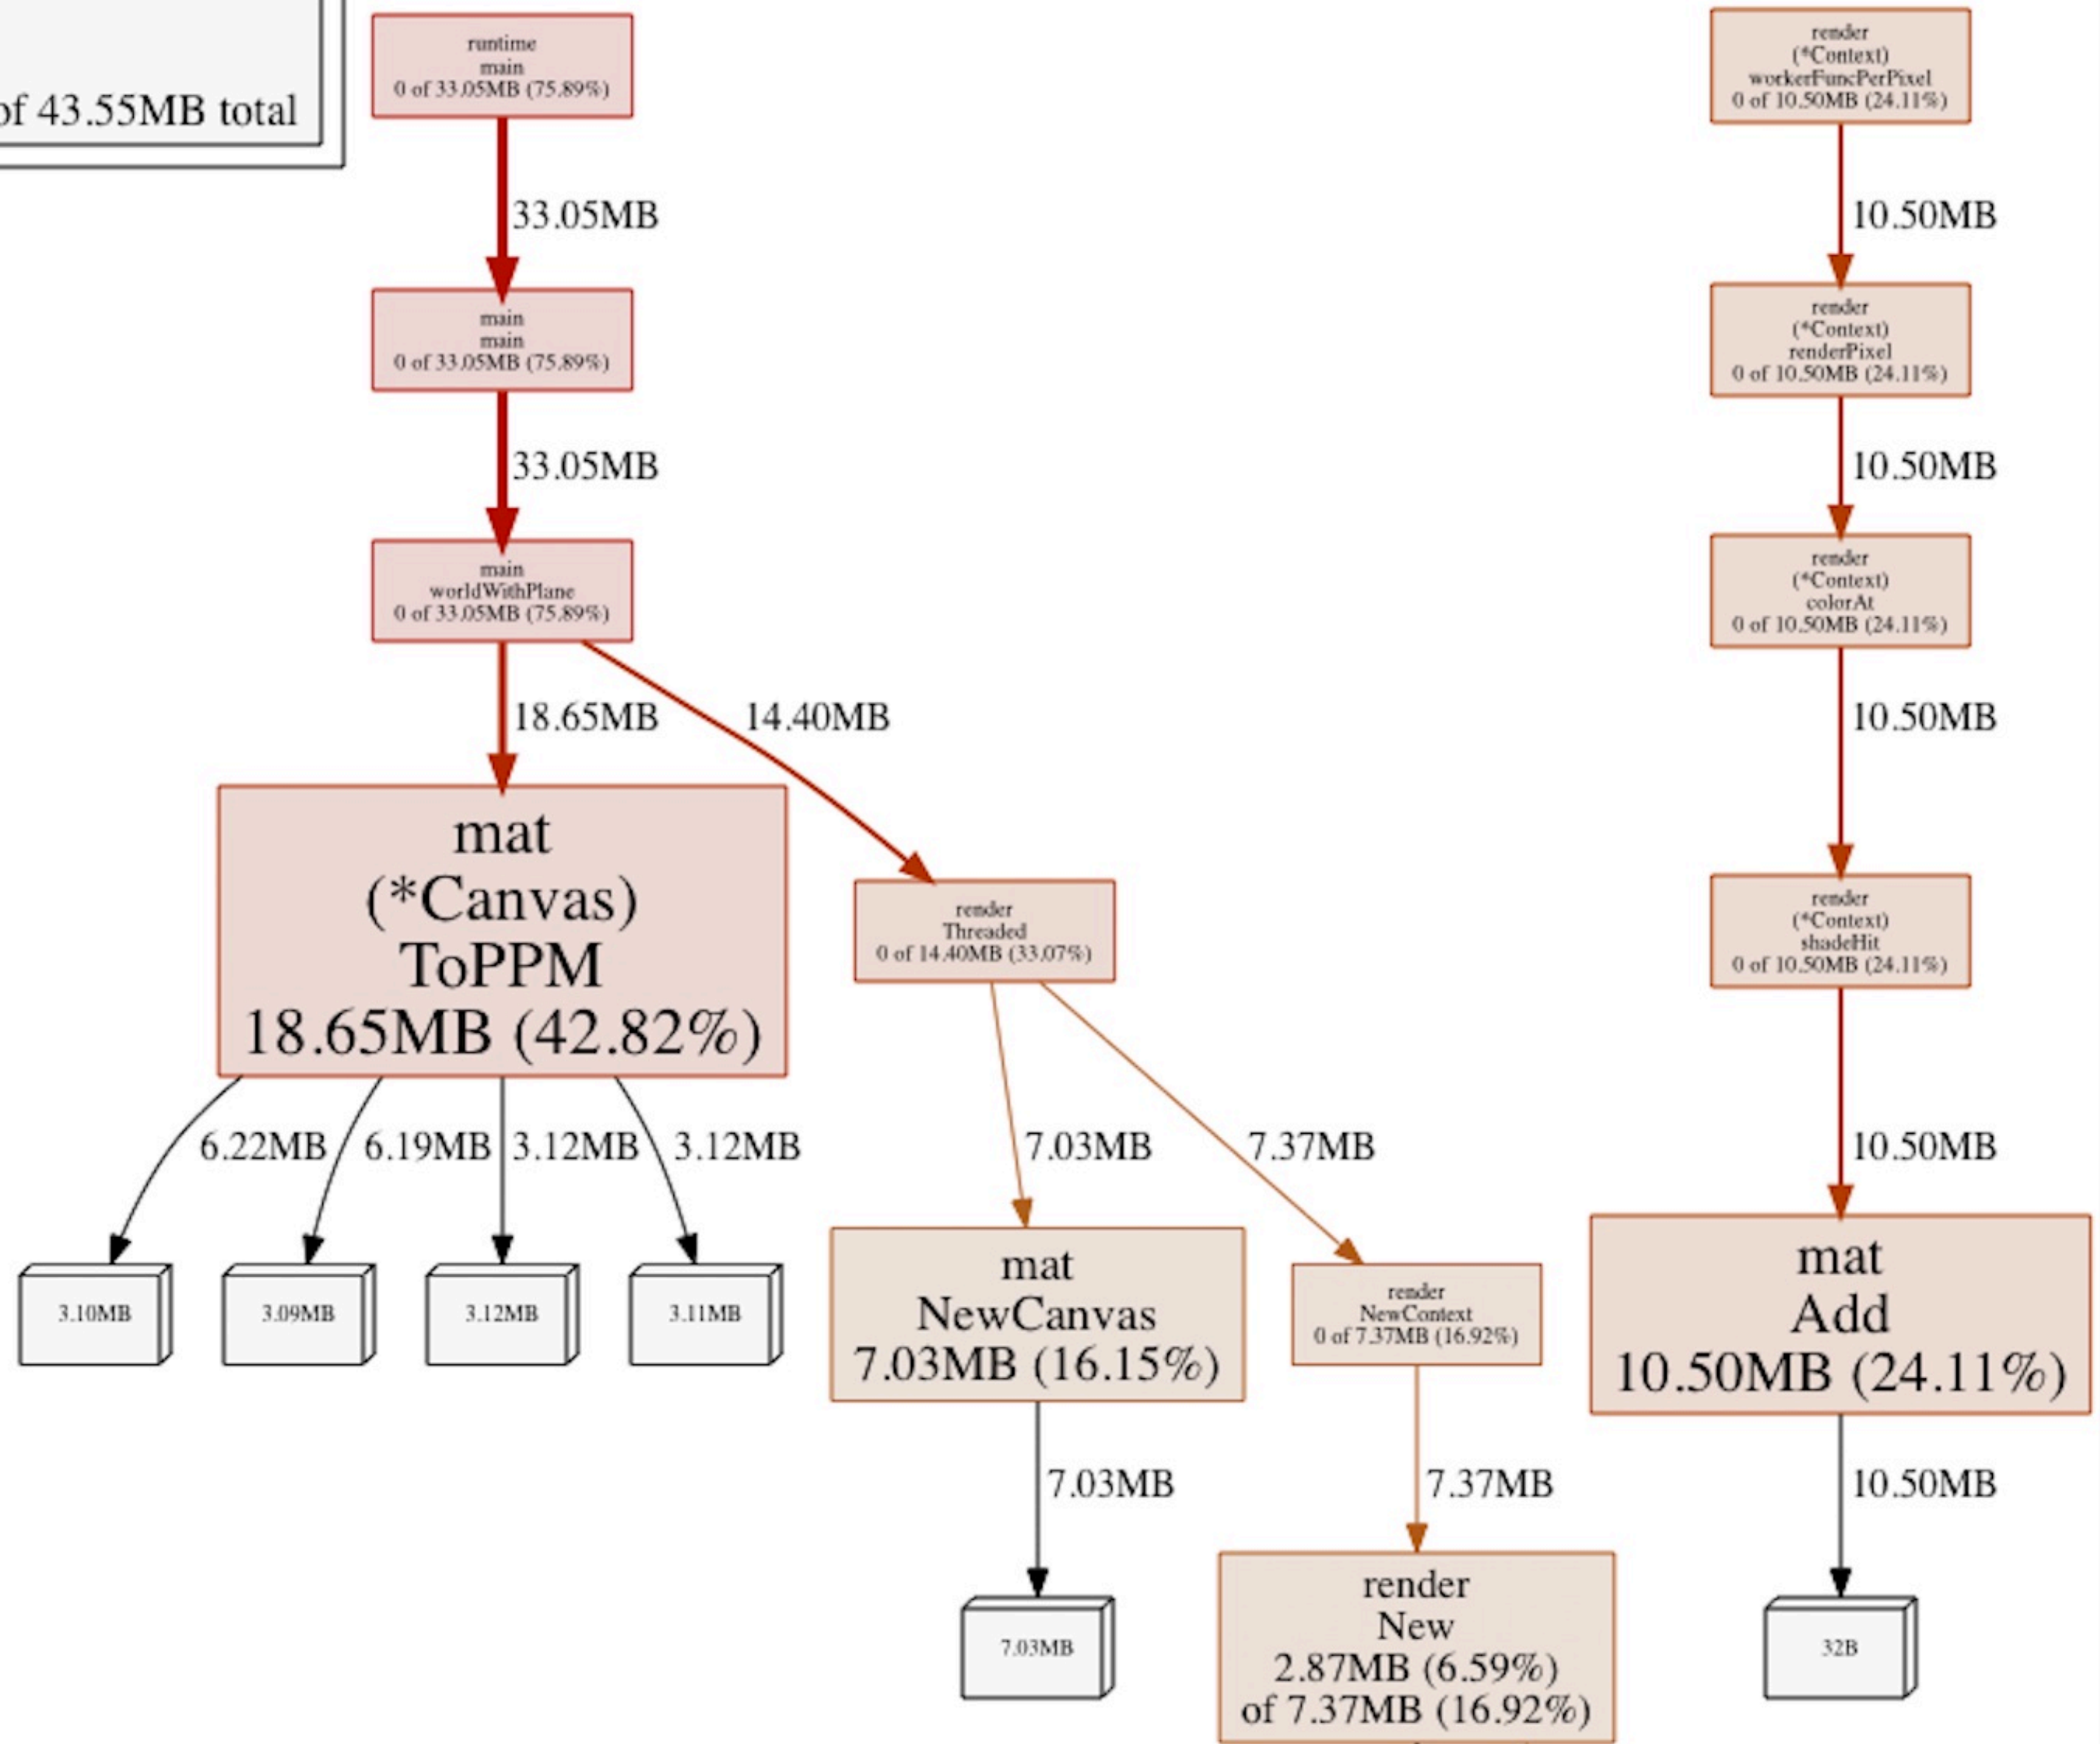 of 43.55MB total
runtime
main
0 of 33.05MB (75.89%)
33.05MB
main
main
0 of 33.05MB (75.89%)
33.05MB
main
worldWithPlane
0 of 33.05MB (75.89%)
18.65MB
14.40MB
mat
(*Canvas)
ToPPM
18.65MB (42.82%)
6.22MB
6.19MB
3.12MB
3.12MB
3.10MB
3.09MB
3.12MB
3.11MB
render
Threaded
0 of 14.40MB (33.07%)
7.03MB
7.37MB
mat
NewCanvas
7.03MB (16.15%)
7.03MB
7.03MB
render
NewContext
0 of 7.37MB (16.92%)
7.37MB
render
New
2.87MB (6.59%)
of 7.37MB (16.92%)
render
(*Context)
workerFuncPerPixel
0 of 10.50MB (24.11%)
10.50MB
render
(*Context)
renderPixel
0 of 10.50MB (24.11%)
10.50MB
render
(*Context)
colorAt
0 of 10.50MB (24.11%)
10.50MB
render
(*Context)
shadeHit
0 of 10.50MB (24.11%)
10.50MB
mat
Add
10.50MB (24.11%)
10.50MB
32B